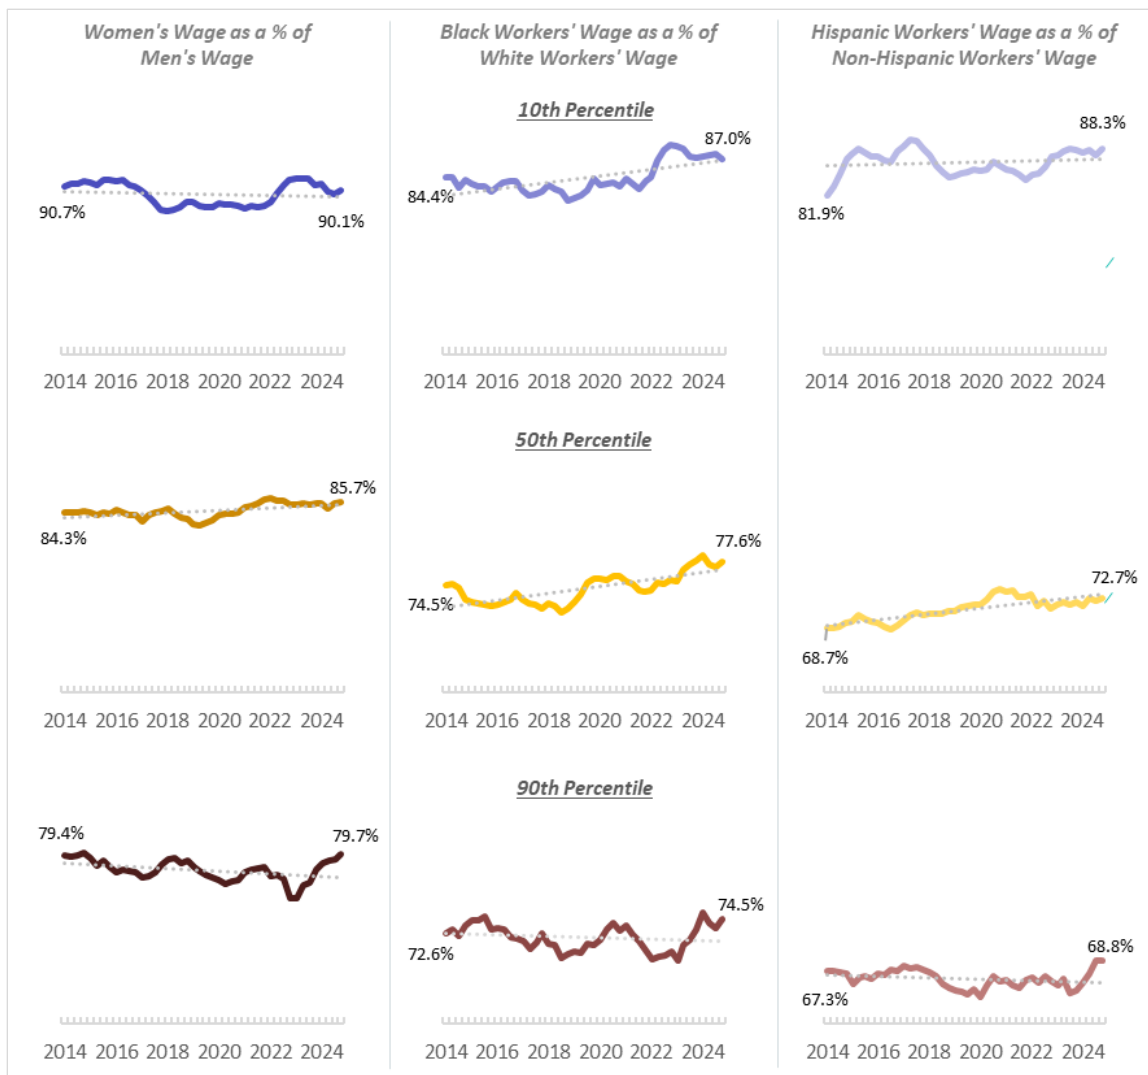 Women's Wage as a % of
Men's Wage
Black Workers' Wage as a % of
White Workers' Wage
Hispanic Workers' Wage as a % of
Non-Hispanic Workers' Wage
10th Percentile
90.7%
90.1%
84.4%
87.0%
81.9%
88.3%
2014 2016 2018 2020 2022 2024
2014 2016 2018 2020 2022 2024
2014 2016 2018 2020 2022 2024
50th Percentile
84.3%
85.7%
74.5%
77.6%
68.7%
72.7%
2014 2016 2018 2020 2022 2024
2014 2016 2018 2020 2022 2024
2014 2016 2018 2020 2022 2024
90th Percentile
79.4%
79.7%
72.6%
74.5%
67.3%
68.8%
2014 2016 2018 2020 2022 2024
2014 2016 2018 2020 2022 2024
2014 2016 2018 2020 2022 2024